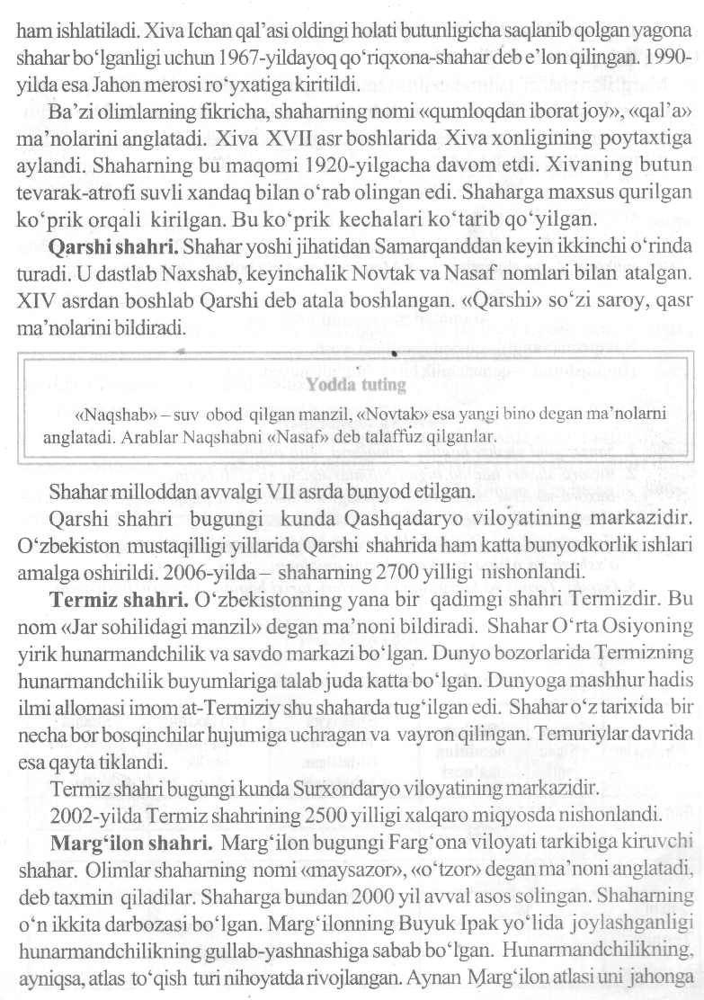 ham ishlatiladi. Xiva Ichan qal’asi oldingi holati butunligicha saqlanib qolgan yagona
shahar bo‘lganligi uchun 1967-yildayoq qo‘riqxona-shahar deb e’lon qilingan. 1990-
yilda esa Jahon merosi ro‘yxatiga kiritildi.
Ba’zi olimlarning fikricha, shaharning nomi «qumloqdan iborat joy», «qal’a»
ma’nolarini anglatadi. Xiva XVII asr boshlarida Xiva xonligining poytaxtiga
aylandi. Shaharning bu maqomi 1920-yilgacha davom etdi. Xivaning butun
tevarak-atrofi suvli xandaq bilan o‘rab olingan edi. Shaharga maxsus qurilgan
ko‘prik orqali kirilgan. Bu ko‘prik kechalari ko‘tarib qo‘yilgan.
Qarshi shahri. Shahar yoshi jihatidan Samarqanddan keyin ikkinchi o‘rinda
turadi. U dastlab Naxshab, keyinchalik Novtak va Nasaf nomlari bilan atalgan.
XIV asrdan boshlab Qarshi deb atala boshlangan. «Qarshi» so‘zi saroy, qasr
ma’nolarini bildiradi.
Yodda tuting
«Naqshab» – suv obod qilgan manzil, «Novtak» esa yangi bino degan ma’nolarni
anglatadi. Arablar Naqshabni «Nasaf» deb talaffuz qilganlar.
Shahar milloddan avvalgi VII asrda bunyod etilgan.
Qarshi shahri bugungi kunda Qashqadaryo viloyatining markazidir.
O‘zbekiston mustaqilligi yillarida Qarshi shahrida ham katta bunyodkorlik ishlari
amalga oshirildi. 2006-yilda – shaharning 2700 yilligi nishonlandi.
Termiz shahri. O‘zbekistonning yana bir qadimgi shahri Termizdir. Bu
nom «Jar sohilidagi manzil» degan ma’noni bildiradi. Shahar O‘rta Osiyoning
yirik hunarmandchilik va savdo markazi bo‘lgan. Dunyo bozorlarida Termizning
hunarmandchilik buyumlariga talab juda katta bo‘lgan. Dunyoga mashhur hadis
ilmi allomasi imom at-Termiziy shu shaharda tug‘ilgan edi. Shahar o‘z tarixida bir
necha bor bosqinchilar hujumiga uchragan va vayron qilingan. Temuriylar davrida
esa qayta tiklandi.
Termiz shahri bugungi kunda Surxondaryo viloyatining markazidir.
2002-yilda Termiz shahrining 2500 yilligi xalqaro miqyosda nishonlandi.
Marg‘ilon shahri. Marg‘ilon bugungi Farg‘ona viloyati tarkibiga kiruvchi
shahar. Olimlar shaharning nomi «maysazor», «o‘tzor» degan ma’noni anglatadi,
deb taxmin qiladilar. Shaharga bundan 2000 yil avval asos solingan. Shaharning
o‘n ikkita darbozasi bo‘lgan. Marg‘ilonning Buyuk Ipak yo‘lida joylashganligi
hunarmandchilikning gullab-yashnashiga sabab bo‘lgan. Hunarmandchilikning,
ayniqsa, atlas to‘qish turi nihoyatda rivojlangan. Aynan Marg‘ilon atlasi uni jahonga